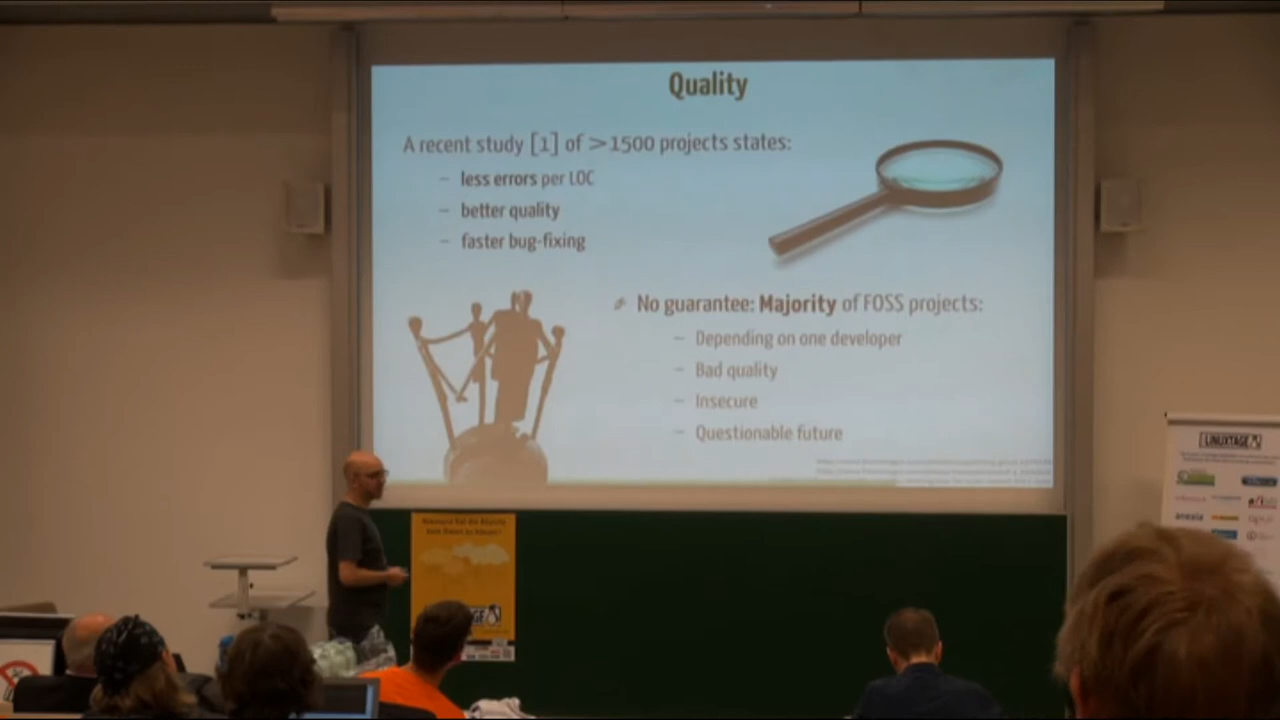 Quality
A recent study [1] of >1500 projects states:
– less errors per LOC
– better quality
– faster bug-fixing
No guarantee: Majority of FOSS projects:
– Depending on one developer
– Bad quality
– Insecure
– Questionable future
LINUXTAGE
anexia